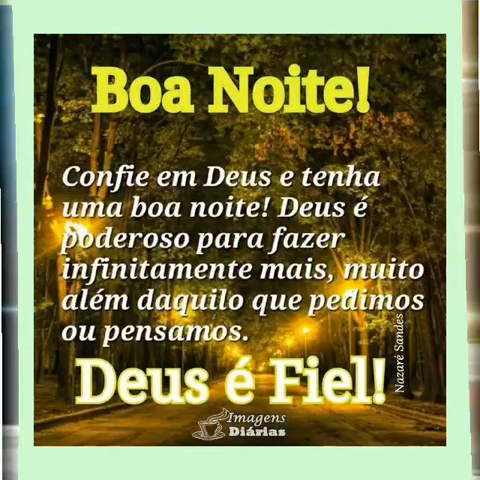 Boa Noite!
Confie em Deus e tenha
uma boa noite! Deus é
poderoso para fazer
infinitamente mais, muito
além daquilo que pedimos
ou pensamos.
Deus é Fiel!
Nazaré Sandes
Imagens
Diárias